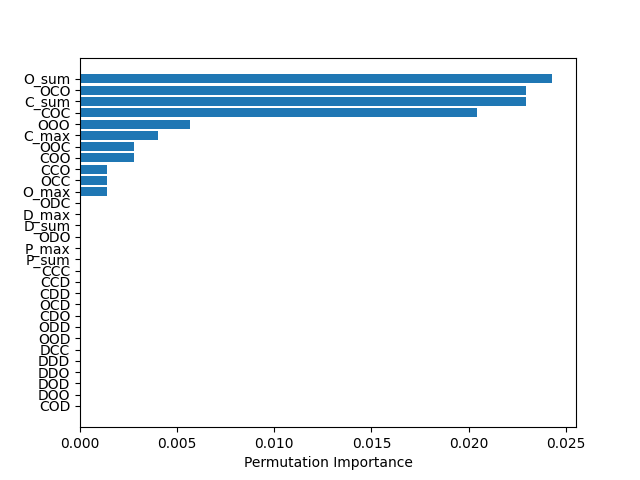 O_sum
OCO
C_sum
COC
OOO
C_max
OOC
COO
CCO
OCC
O_max
ODC
D_max
D_sum
ODO
P_max
P_sum
CCC
CCD
CDD
OCD
CDO
ODD
OOD
DCC
DDD
DDO
DOD
DOO
COD
0.000 0.005 0.010 0.015 0.020 0.025
Permutation Importance